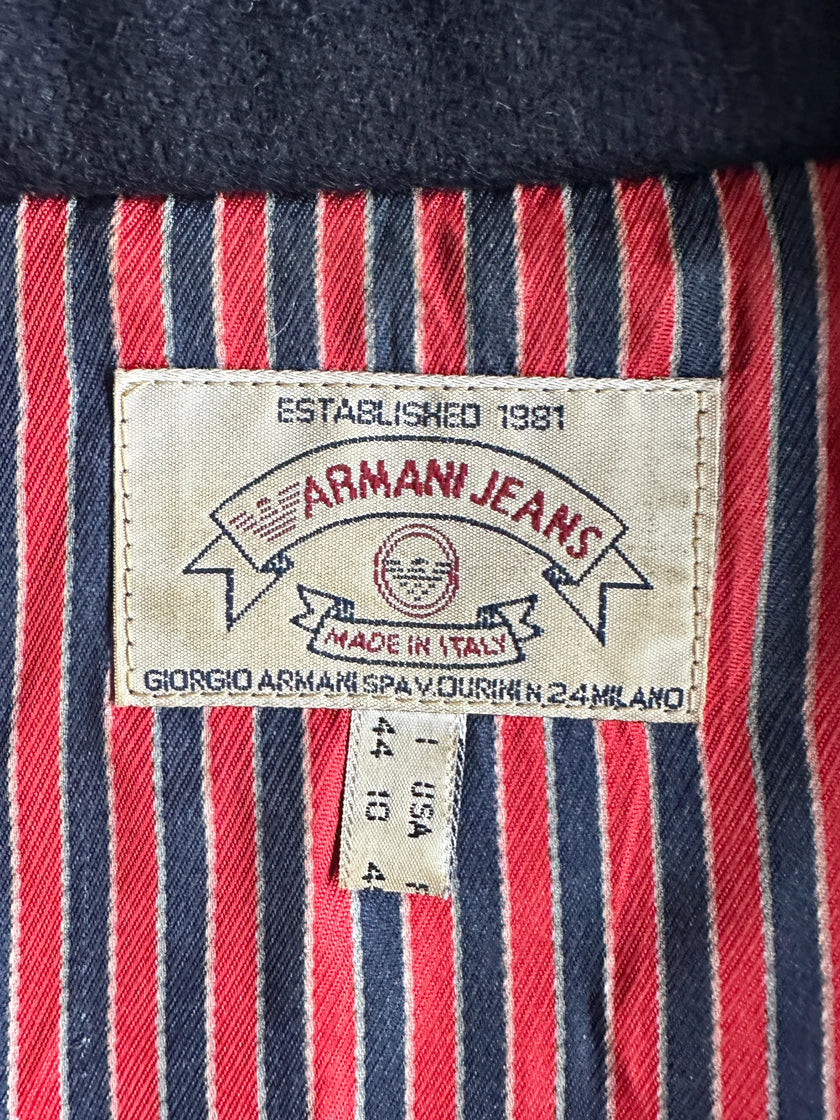 ESTABLISHED 1981
ARMANI JEANS
MADE IN ITALY
GIORGIO ARMANI SPA V. DURINI N. 24 MILANO
I USA
44 10